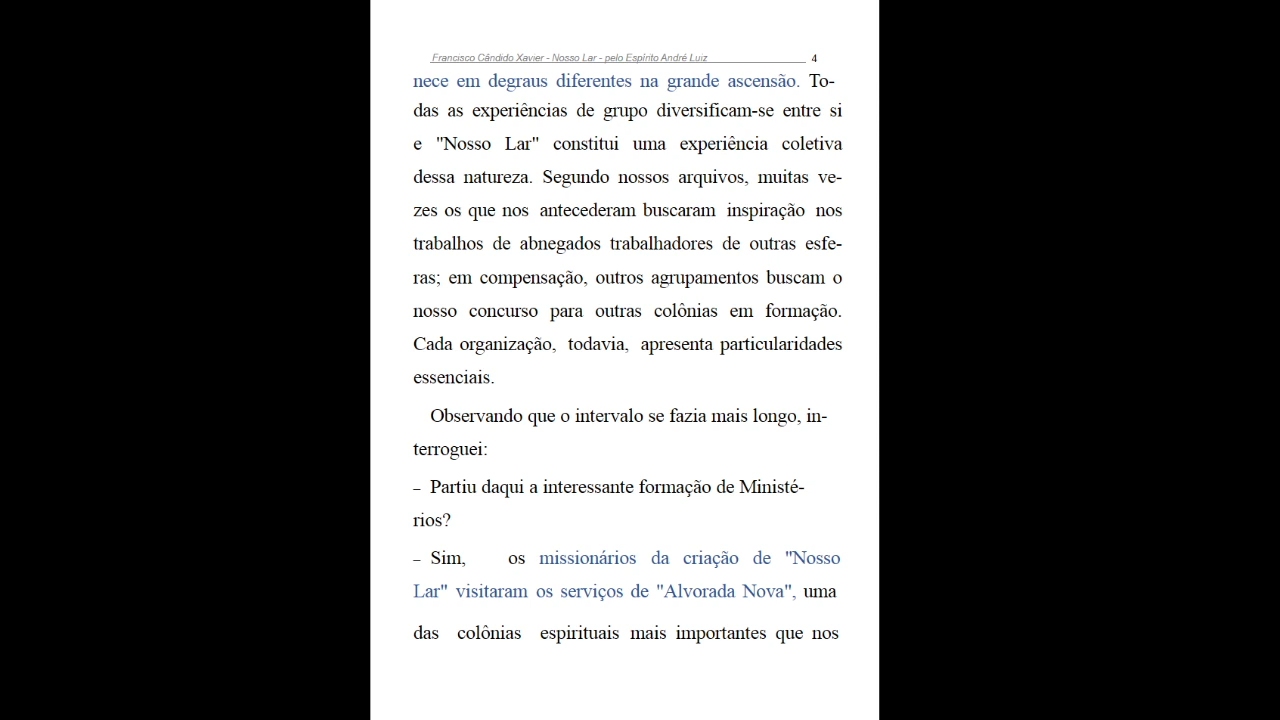 Francisco Cândido Xavier - Nosso Lar - pelo Espírito André Luiz 4
nece em degraus diferentes na grande ascensão. To-
das as experiências de grupo diversificam-se entre si
e "Nosso Lar" constitui uma experiência coletiva
dessa natureza. Segundo nossos arquivos, muitas ve-
zes os que nos antecederam buscaram inspiração nos
trabalhos de abnegados trabalhadores de outras esfe-
ras; em compensação, outros agrupamentos buscam o
nosso concurso para outras colônias em formação.
Cada organização, todavia, apresenta particularidades
essenciais.
Observando que o intervalo se fazia mais longo, in-
terroguei:
– Partiu daqui a interessante formação de Ministé-
rios?
– Sim, os missionários da criação de "Nosso
Lar" visitaram os serviços de "Alvorada Nova", uma
das colônias espirituais mais importantes que nos